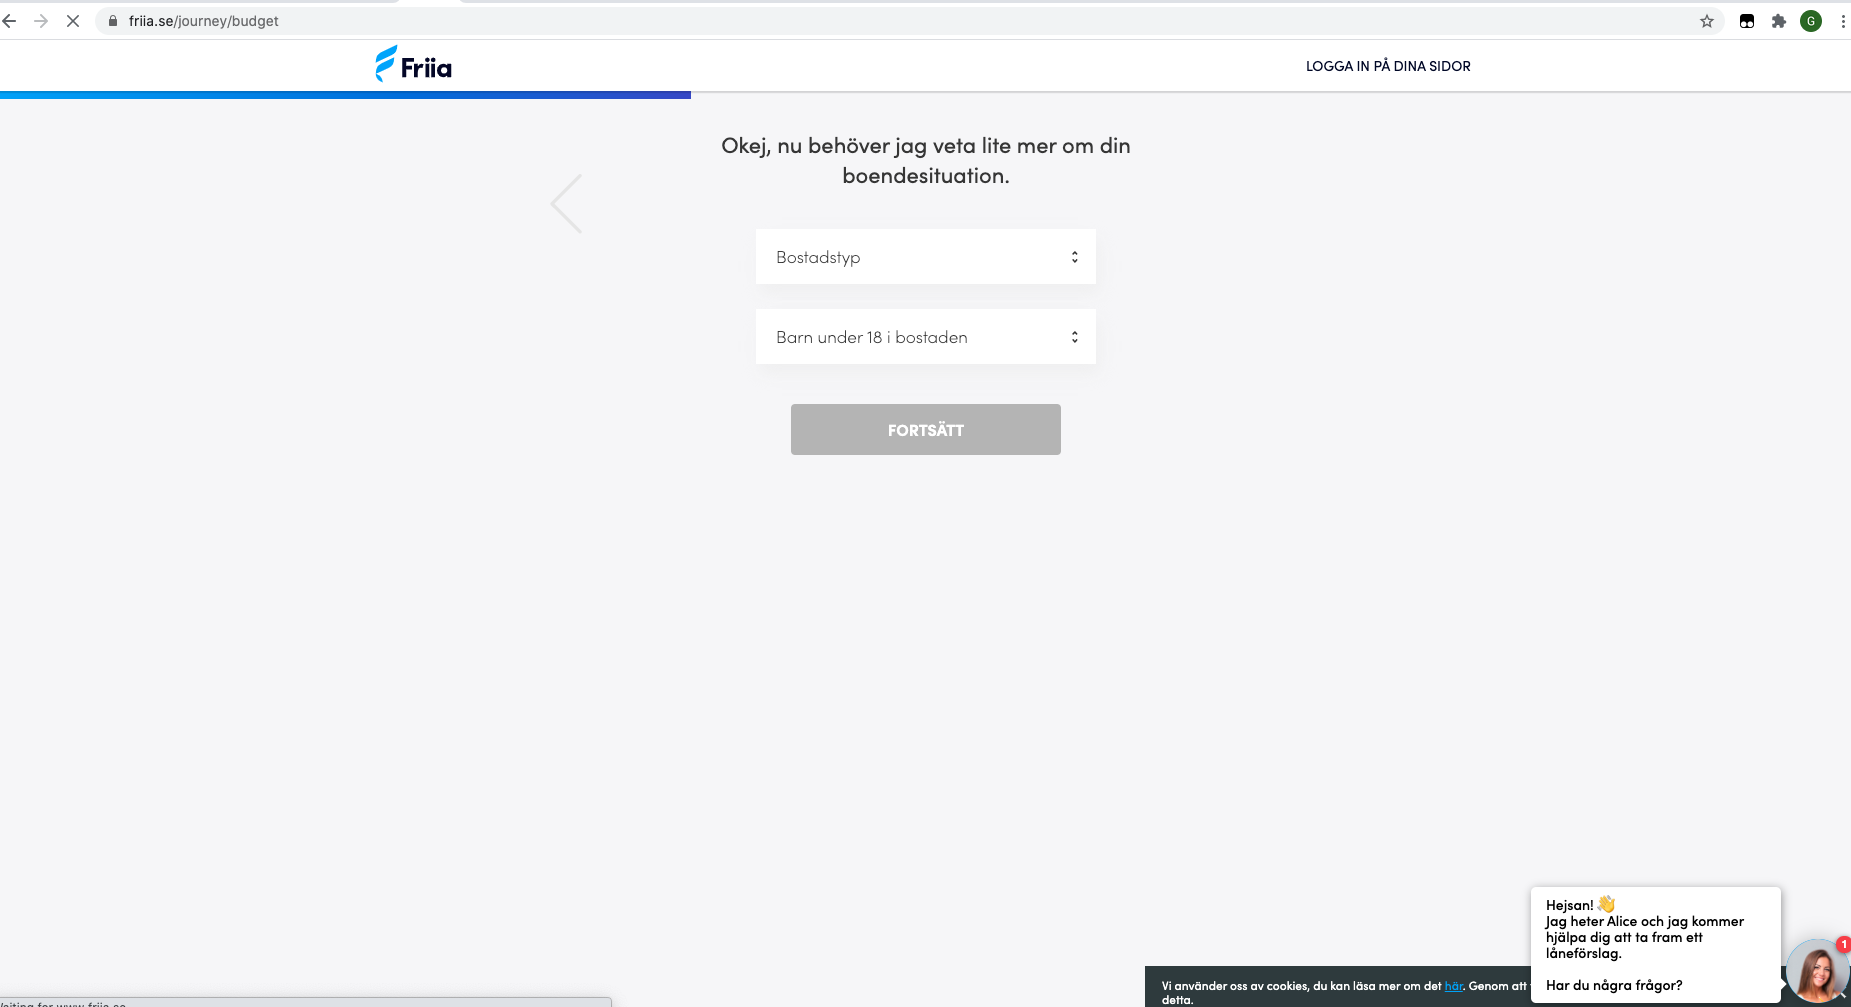 friia.se/journey/budget
G
Friia
LOGGA IN PÅ DINA SIDOR
Okej, nu behöver jag veta lite mer om din
boendesituation.
Bostadstyp
Barn under 18 i bostaden
FORTSÄTT
Hejsan! 👋
Jag heter Alice och jag kommer
hjälpa dig att ta fram ett
låneförslag.
Har du några frågor?
1
Vi använder oss av cookies, du kan läsa mer om det här. Genom att
detta.
for www.friia.se